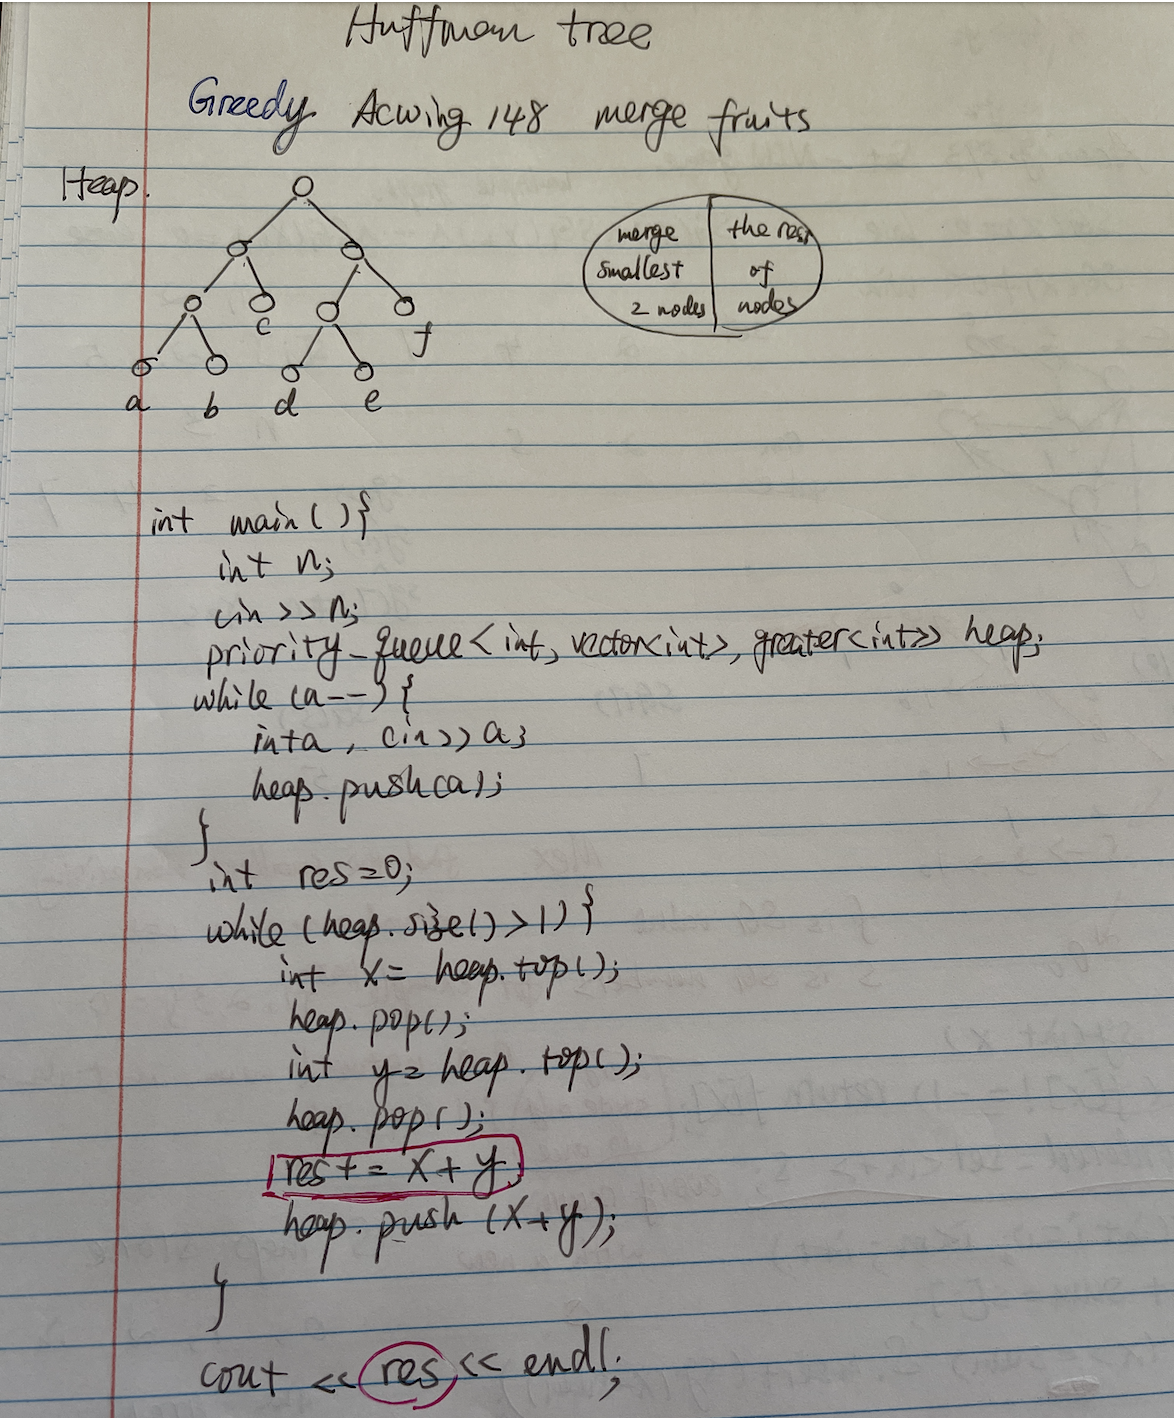 Huffman tree
Greedy Acwing 148 merge fruits
Heap.
merge
smallest
2 nodes
the rest
of
nodes
c
f
a b d e
int main(){
int n;
cin>>n;
priority_queue<int, vector<int>, greater<int>> heap;
while (a--) {
int a, cin>>a;
heap.push(a);
}
int res=0;
while (heap.size()>1) {
int x= heap.top();
heap.pop();
int y= heap.top();
heap.pop();
res+= x+y
heap.push (x+y);
}
cout << res << endl;